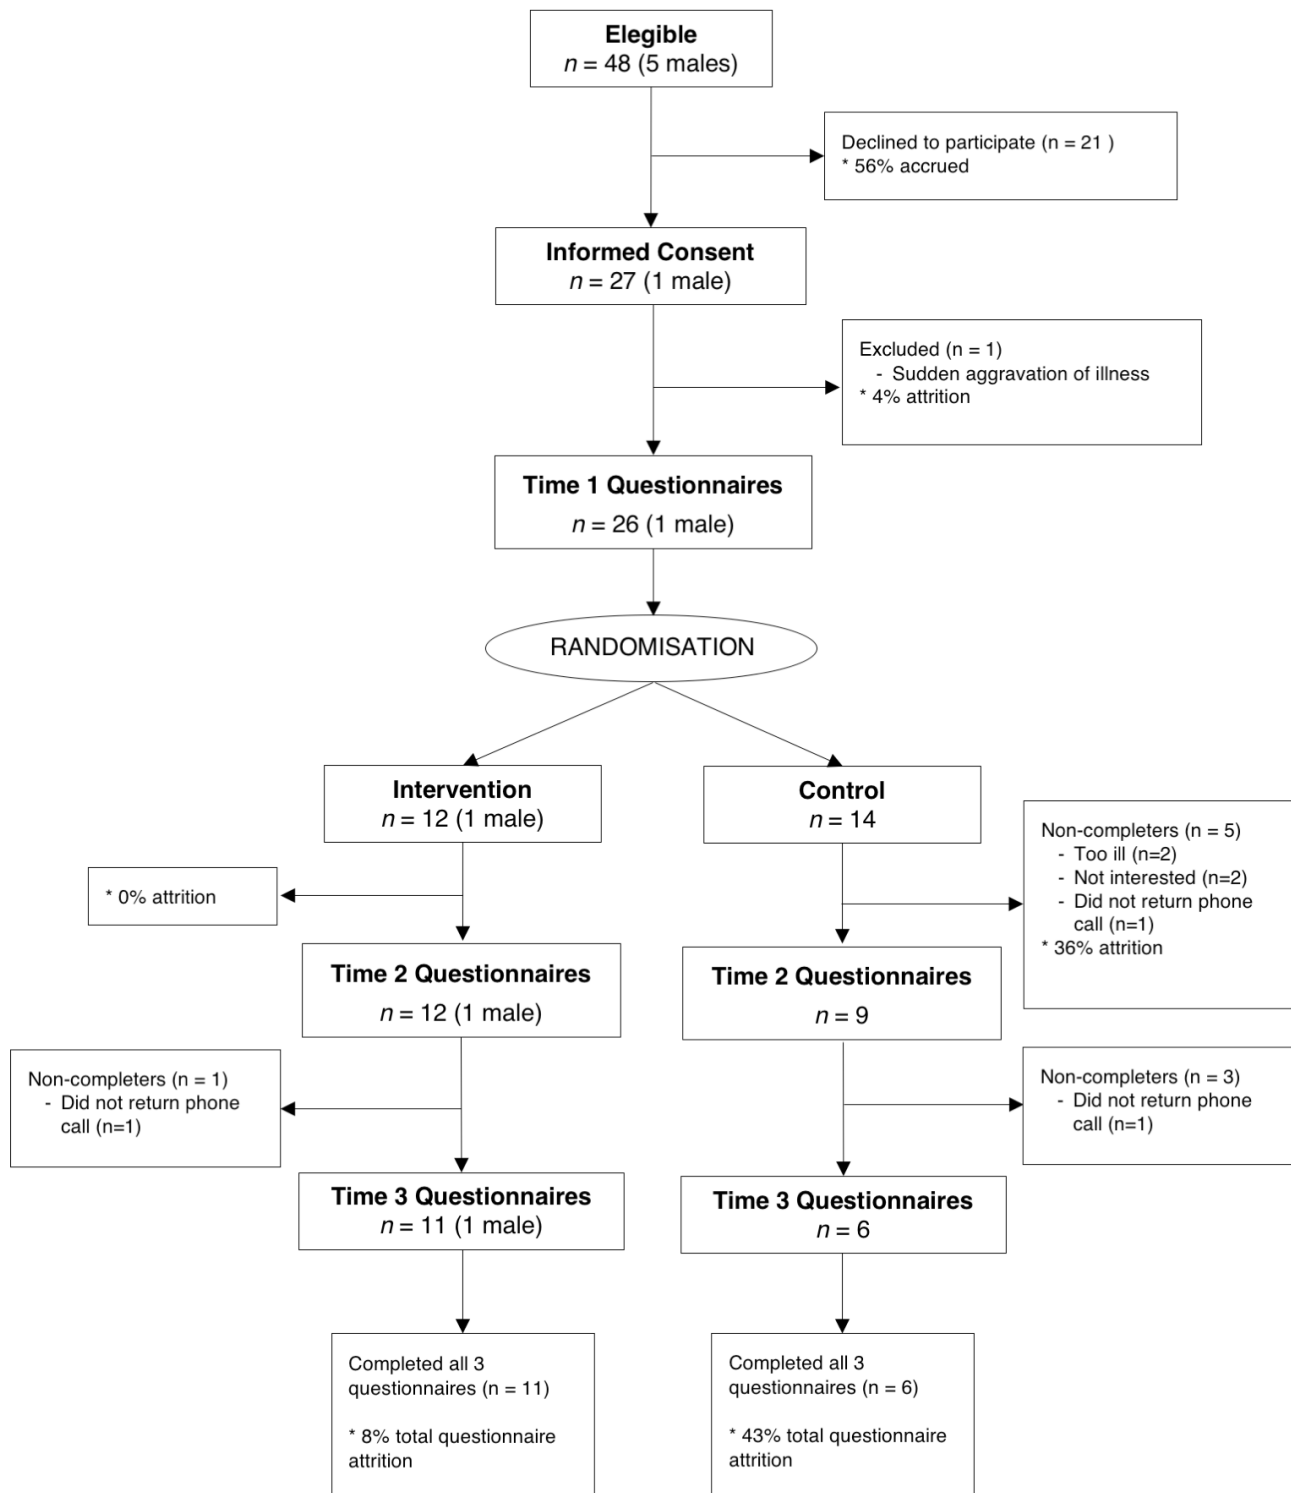 Elegible
n = 48 (5 males)
Declined to participate (n = 21 )
* 56% accrued
Informed Consent
n = 27 (1 male)
Excluded (n = 1)
- Sudden aggravation of illness
* 4% attrition
Time 1 Questionnaires
n = 26 (1 male)
RANDOMISATION
Intervention
n = 12 (1 male)
Control
n = 14
* 0% attrition
Non-completers (n = 5)
- Too ill (n=2)
- Not interested (n=2)
- Did not return phone
call (n=1)
* 36% attrition
Time 2 Questionnaires
n = 12 (1 male)
Time 2 Questionnaires
n = 9
Non-completers (n = 1)
- Did not return phone
call (n=1)
Non-completers (n = 3)
- Did not return phone
call (n=1)
Time 3 Questionnaires
n = 11 (1 male)
Time 3 Questionnaires
n = 6
Completed all 3
questionnaires (n = 11)
* 8% total questionnaire
attrition
Completed all 3
questionnaires (n = 6)
* 43% total questionnaire
attrition